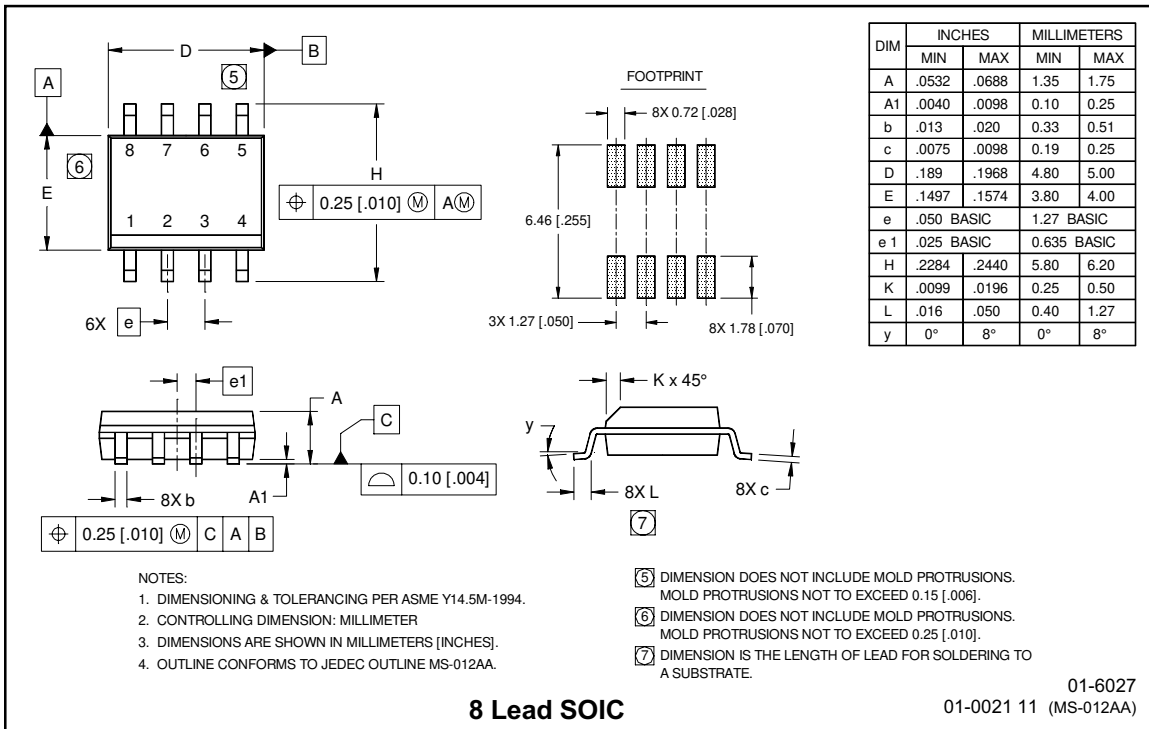 D
B
5
A
8 7 6 5
6
E
H
⌖ 0.25 [.010] Ⓜ AⓂ
1 2 3 4
6X e
FOOTPRINT
8X 0.72 [.028]
6.46 [.255]
3X 1.27 [.050]
8X 1.78 [.070]
DIM INCHES MILLIMETERS
MIN MAX MIN MAX
A .0532 .0688 1.35 1.75
A1 .0040 .0098 0.10 0.25
b .013 .020 0.33 0.51
c .0075 .0098 0.19 0.25
D .189 .1968 4.80 5.00
E .1497 .1574 3.80 4.00
e .050 BASIC 1.27 BASIC
e 1 .025 BASIC 0.635 BASIC
H .2284 .2440 5.80 6.20
K .0099 .0196 0.25 0.50
L .016 .050 0.40 1.27
y 0° 8° 0° 8°
e1
A
C
0.10 [.004]
8X b
A1
⌖ 0.25 [.010] Ⓜ C A B
K x 45°
y
8X L
8X c
7
NOTES:
1. DIMENSIONING & TOLERANCING PER ASME Y14.5M-1994.
2. CONTROLLING DIMENSION: MILLIMETER
3. DIMENSIONS ARE SHOWN IN MILLIMETERS [INCHES].
4. OUTLINE CONFORMS TO JEDEC OUTLINE MS-012AA.
5 DIMENSION DOES NOT INCLUDE MOLD PROTRUSIONS.
MOLD PROTRUSIONS NOT TO EXCEED 0.15 [.006].
6 DIMENSION DOES NOT INCLUDE MOLD PROTRUSIONS.
MOLD PROTRUSIONS NOT TO EXCEED 0.25 [.010].
7 DIMENSION IS THE LENGTH OF LEAD FOR SOLDERING TO
A SUBSTRATE.
8 Lead SOIC
01-6027
01-0021 11 (MS-012AA)